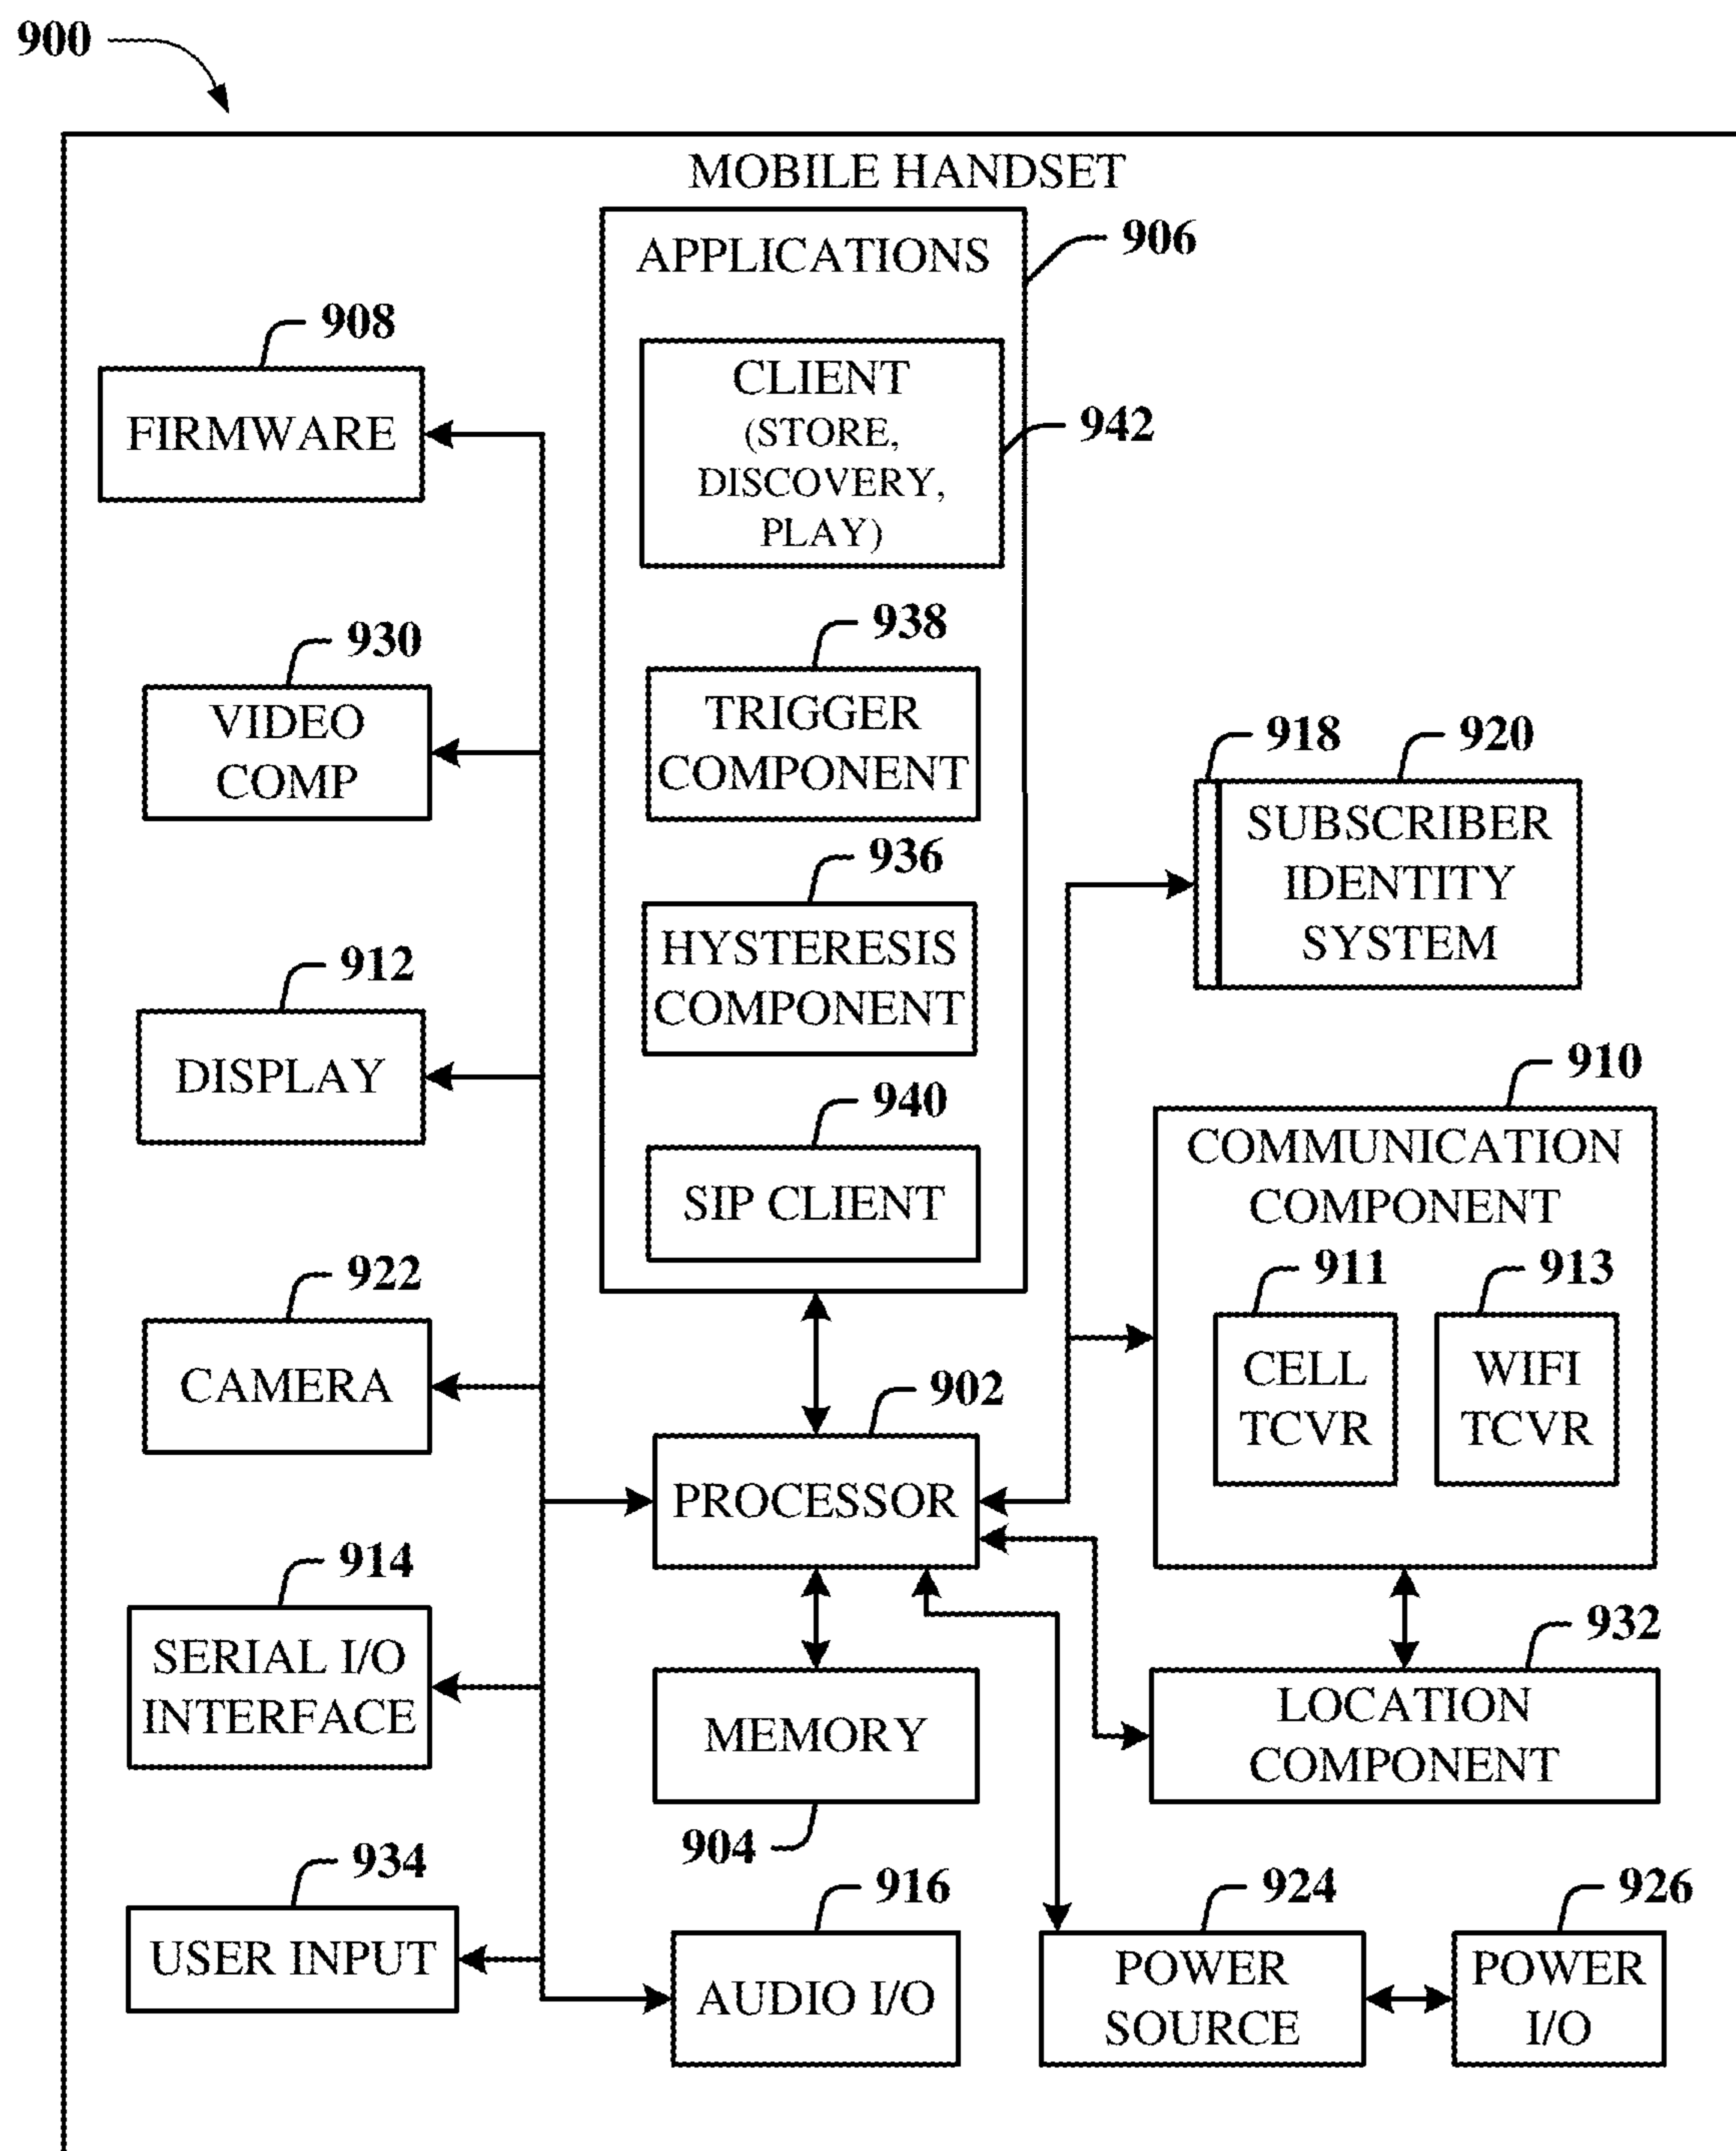 900
MOBILE HANDSET
APPLICATIONS
906
CLIENT
(STORE,
DISCOVERY,
PLAY)
942
908
FIRMWARE
938
TRIGGER
COMPONENT
930
VIDEO
COMP
936
HYSTERESIS
COMPONENT
918
920
SUBSCRIBER
IDENTITY
SYSTEM
912
DISPLAY
940
SIP CLIENT
910
COMMUNICATION
COMPONENT
911
CELL
TCVR
913
WIFI
TCVR
922
CAMERA
902
PROCESSOR
914
SERIAL I/O
INTERFACE
MEMORY
904
932
LOCATION
COMPONENT
934
USER INPUT
916
AUDIO I/O
924
POWER
SOURCE
926
POWER
I/O